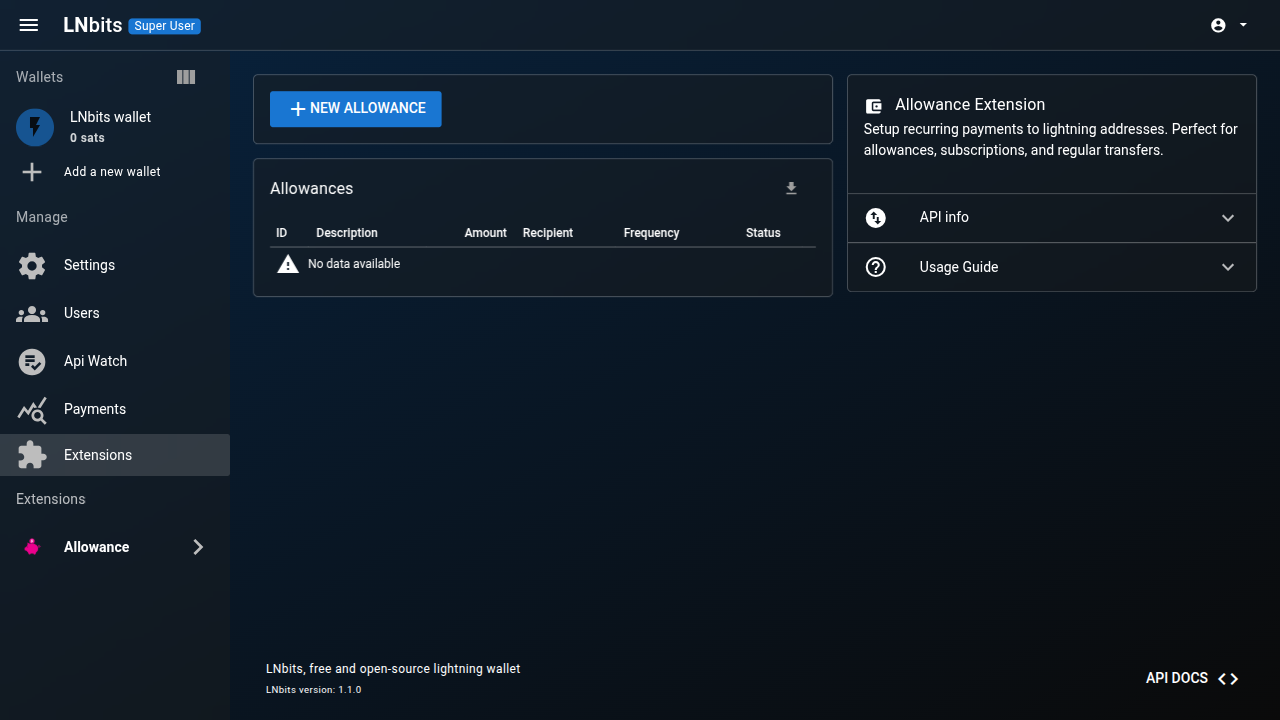 LNbits Super User
Wallets
LNbits wallet
0 sats
Add a new wallet
Manage
Settings
Users
Api Watch
Payments
Extensions
Extensions
Allowance
NEW ALLOWANCE
Allowances
ID Description Amount Recipient Frequency Status
No data available
Allowance Extension
Setup recurring payments to lightning addresses. Perfect for
allowances, subscriptions, and regular transfers.
API info
Usage Guide
LNbits, free and open-source lightning wallet
LNbits version: 1.1.0
API DOCS